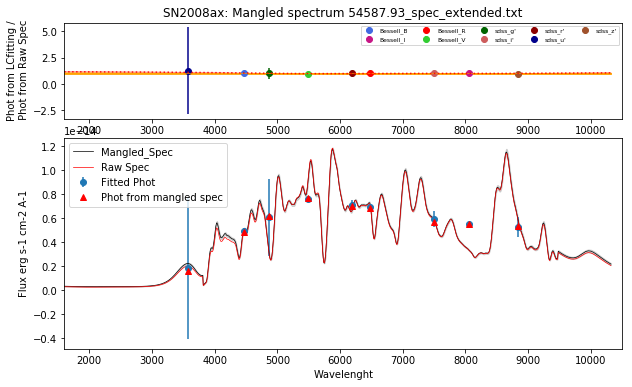 SN2008ax: Mangled spectrum 54587.93_spec_extended.txt
Phot from LCfitting /
Phot from Raw Spec
5.0
2.5
0.0
−2.5
Bessell_B
Bessell_I
Bessell_R
Bessell_V
sdss_g'
sdss_i'
sdss_r'
sdss_u'
sdss_z'
2000 3000 4000 5000 6000 7000 8000 9000 10000
1e−14
Flux erg s-1 cm-2 A-1
1.2
1.0
0.8
0.6
0.4
0.2
0.0
−0.2
−0.4
Mangled_Spec
Raw Spec
Fitted Phot
Phot from mangled spec
2000 3000 4000 5000 6000 7000 8000 9000 10000
Wavelenght